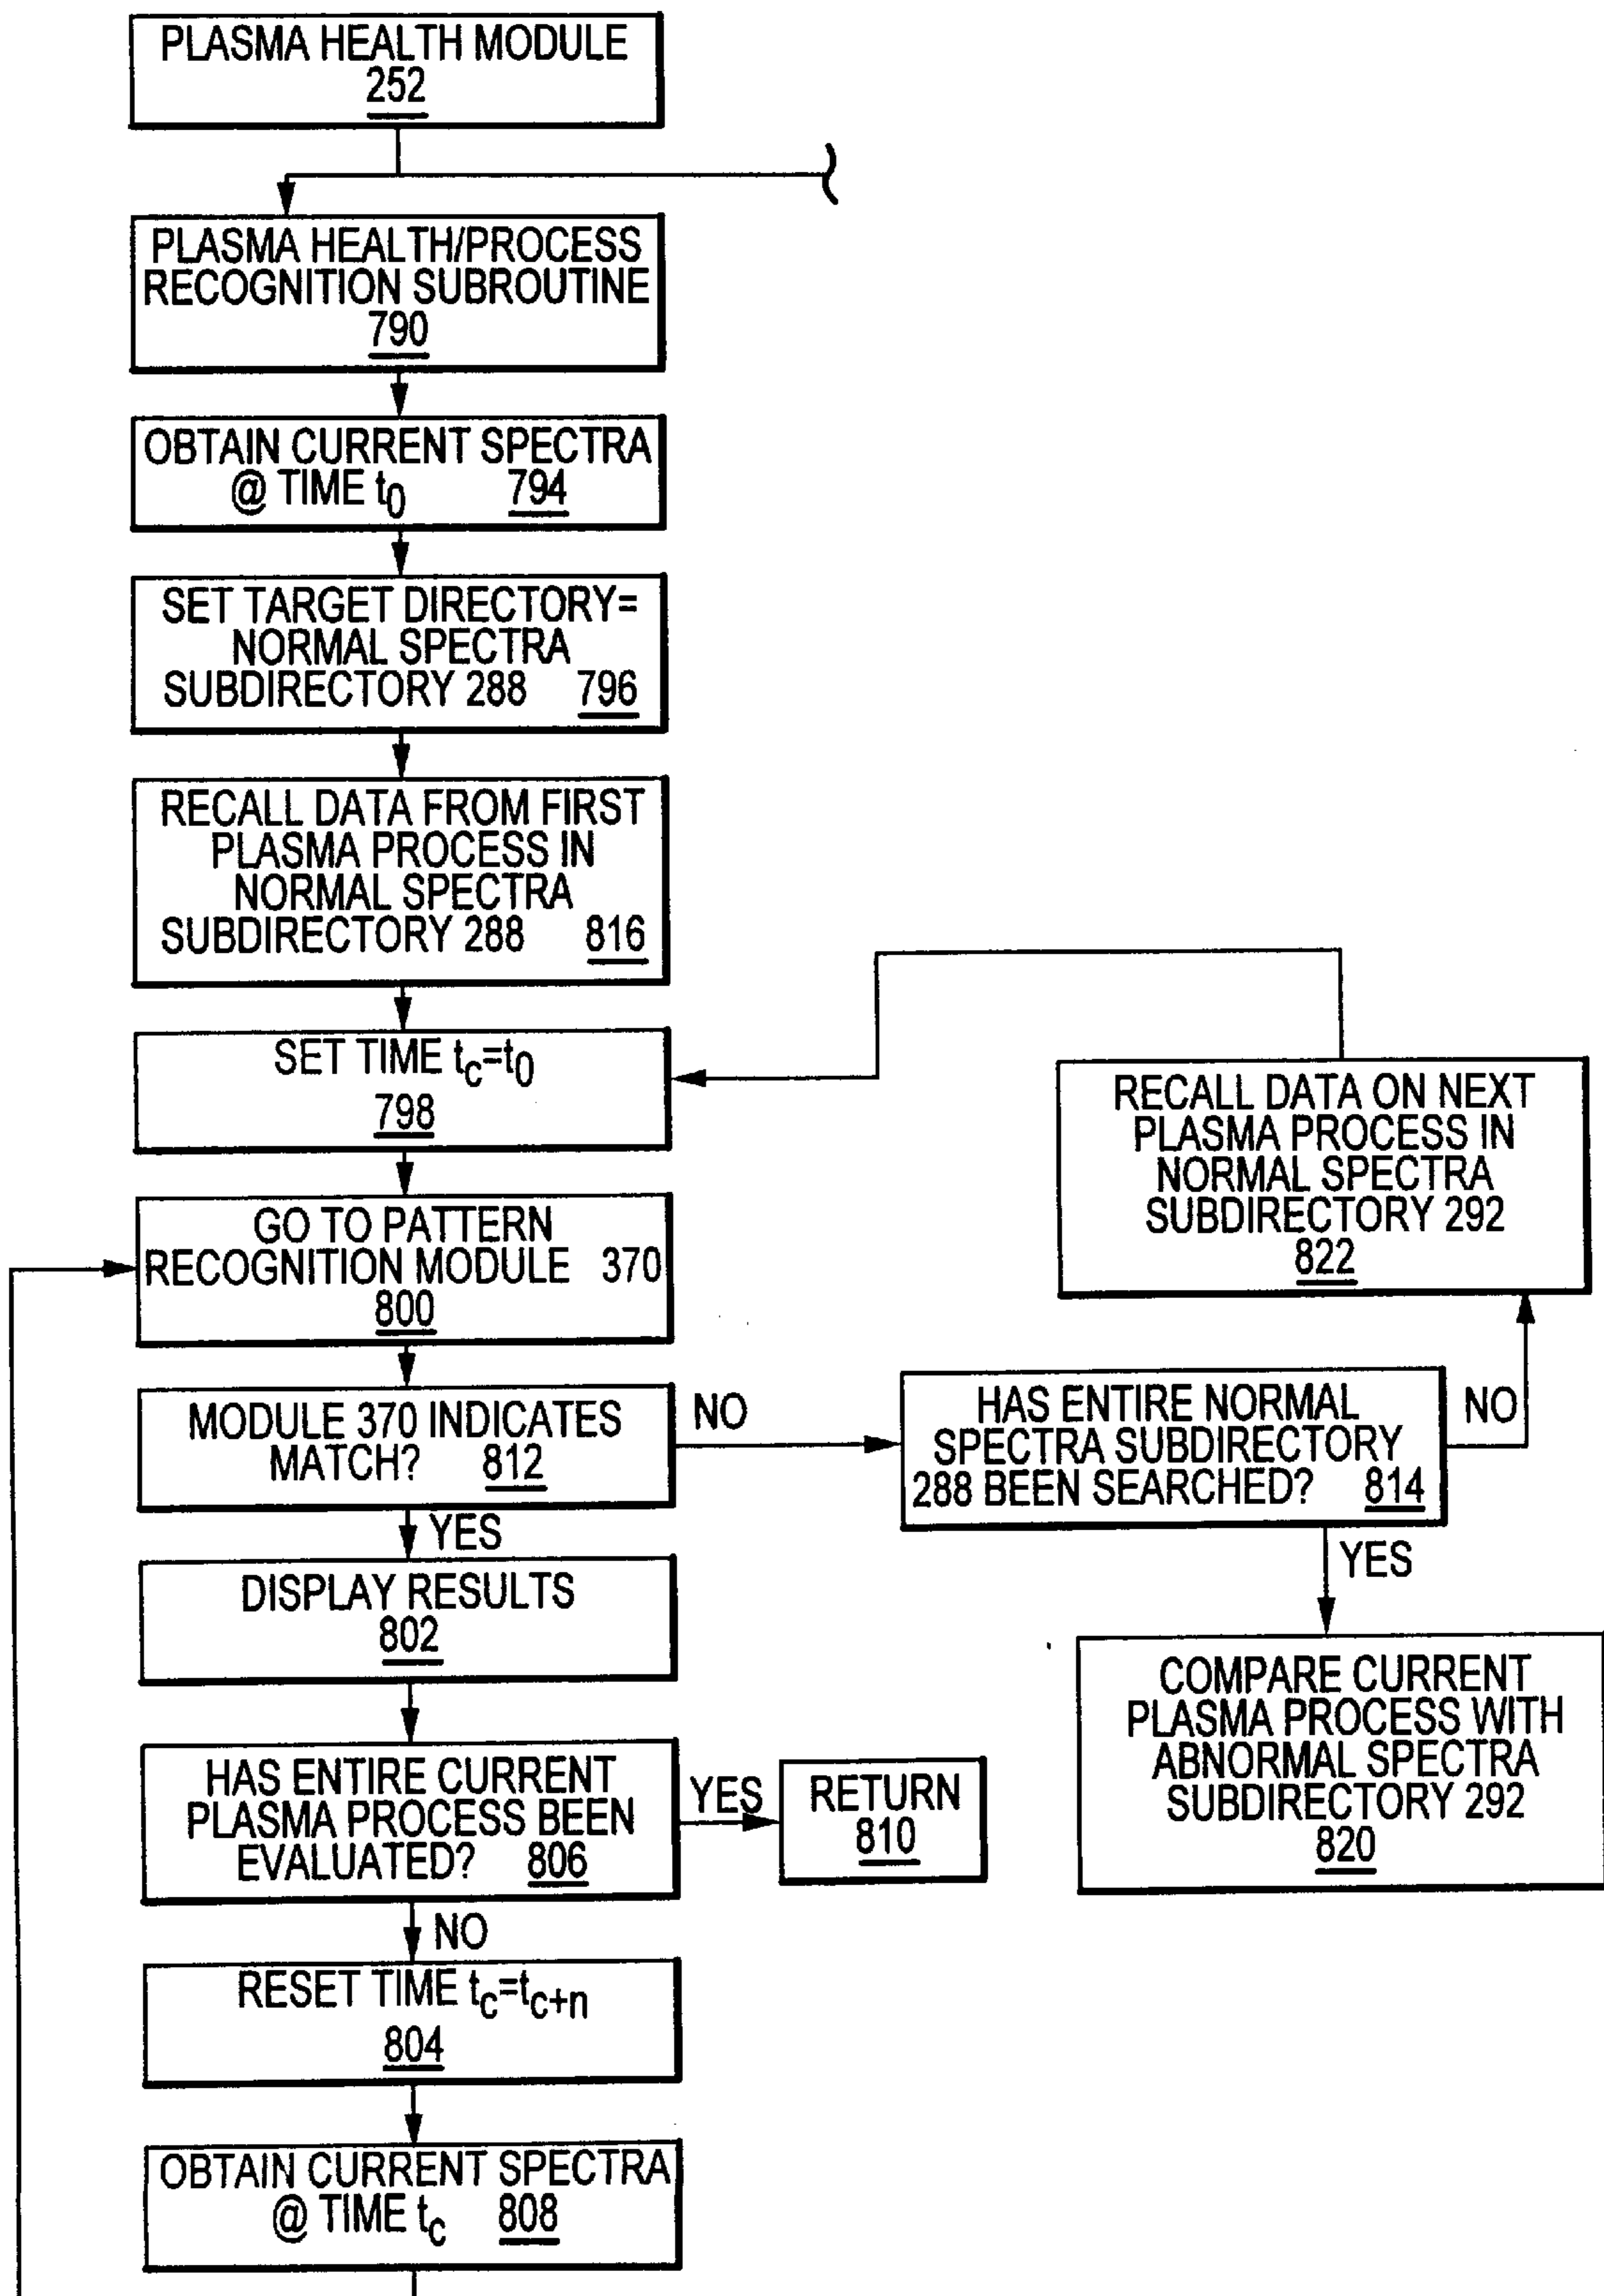 PLASMA HEALTH MODULE
252
PLASMA HEALTH/PROCESS
RECOGNITION SUBROUTINE
790
OBTAIN CURRENT SPECTRA
@ TIME t0 794
SET TARGET DIRECTORY=
NORMAL SPECTRA
SUBDIRECTORY 288 796
RECALL DATA FROM FIRST
PLASMA PROCESS IN
NORMAL SPECTRA
SUBDIRECTORY 288 816
SET TIME tc=t0
798
RECALL DATA ON NEXT
PLASMA PROCESS IN
NORMAL SPECTRA
SUBDIRECTORY 292
822
GO TO PATTERN
RECOGNITION MODULE 370
800
MODULE 370 INDICATES
MATCH? 812
NO
HAS ENTIRE NORMAL
SPECTRA SUBDIRECTORY
288 BEEN SEARCHED? 814
NO
YES
YES
DISPLAY RESULTS
802
COMPARE CURRENT
PLASMA PROCESS WITH
ABNORMAL SPECTRA
SUBDIRECTORY 292
820
HAS ENTIRE CURRENT
PLASMA PROCESS BEEN
EVALUATED? 806
YES
RETURN
810
NO
RESET TIME tc=tc+n
804
OBTAIN CURRENT SPECTRA
@ TIME tc 808